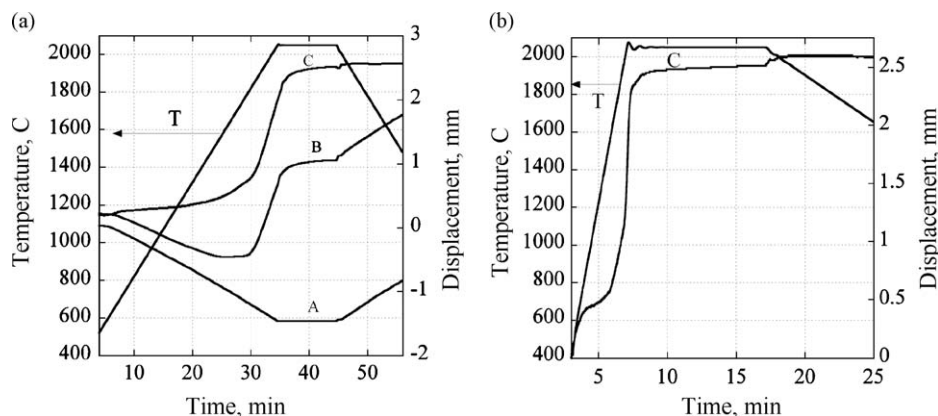 (a)
Temperature, C
2000
1800
1600
1400
1200
1000
800
600
400
T
C
B
A
3
2
1
0
-1
-2
Displacement, mm
10 20 30 40 50
Time, min
(b)
Temperature, C
2000
1800
1600
1400
1200
1000
800
600
400
T
C
2.5
2
1.5
1
0.5
0
Displacement, mm
5 10 15 20 25
Time, min